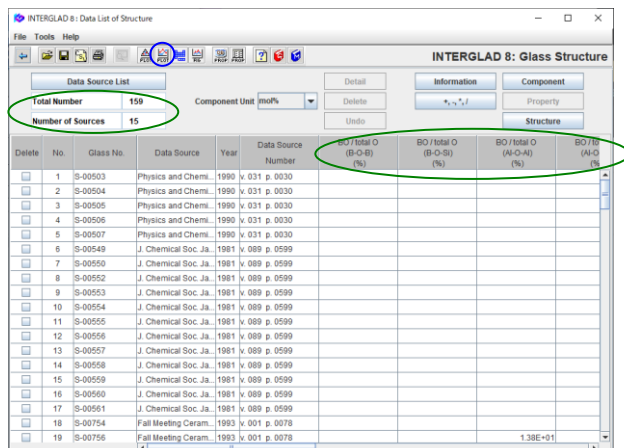 INTERGLAD 8: Data List of Structure
File Tools Help
PLOT PLOT PROP PROP INTERGLAD 8: Glass Structure
Data Source List Detail Information Component
Total Number 159 Component Unit mol% Delete +, -, *, / Property
Number of Sources 15 Undo Structure
Delete No. Glass No. Data Source Year Data Source Number BO / total O (B-O-B) (%) BO / total O (B-O-Si) (%) BO / total O (Al-O-Al) (%) BO / to (Al-O (%
1 S-00503 Physics and Chemi... 1990 v. 031 p. 0030
2 S-00504 Physics and Chemi... 1990 v. 031 p. 0030
3 S-00505 Physics and Chemi... 1990 v. 031 p. 0030
4 S-00506 Physics and Chemi... 1990 v. 031 p. 0030
5 S-00507 Physics and Chemi... 1990 v. 031 p. 0030
6 S-00549 J. Chemical Soc. Ja... 1981 v. 089 p. 0599
7 S-00550 J. Chemical Soc. Ja... 1981 v. 089 p. 0599
8 S-00552 J. Chemical Soc. Ja... 1981 v. 089 p. 0599
9 S-00553 J. Chemical Soc. Ja... 1981 v. 089 p. 0599
10 S-00554 J. Chemical Soc. Ja... 1981 v. 089 p. 0599
11 S-00555 J. Chemical Soc. Ja... 1981 v. 089 p. 0599
12 S-00556 J. Chemical Soc. Ja... 1981 v. 089 p. 0599
13 S-00557 J. Chemical Soc. Ja... 1981 v. 089 p. 0599
14 S-00558 J. Chemical Soc. Ja... 1981 v. 089 p. 0599
15 S-00559 J. Chemical Soc. Ja... 1981 v. 089 p. 0599
16 S-00560 J. Chemical Soc. Ja... 1981 v. 089 p. 0599
17 S-00561 J. Chemical Soc. Ja... 1981 v. 089 p. 0599
18 S-00754 Fall Meeting Ceram... 1993 v. 001 p. 0078
19 S-00756 Fall Meeting Ceram... 1993 v. 001 p. 0078 1.38E+01